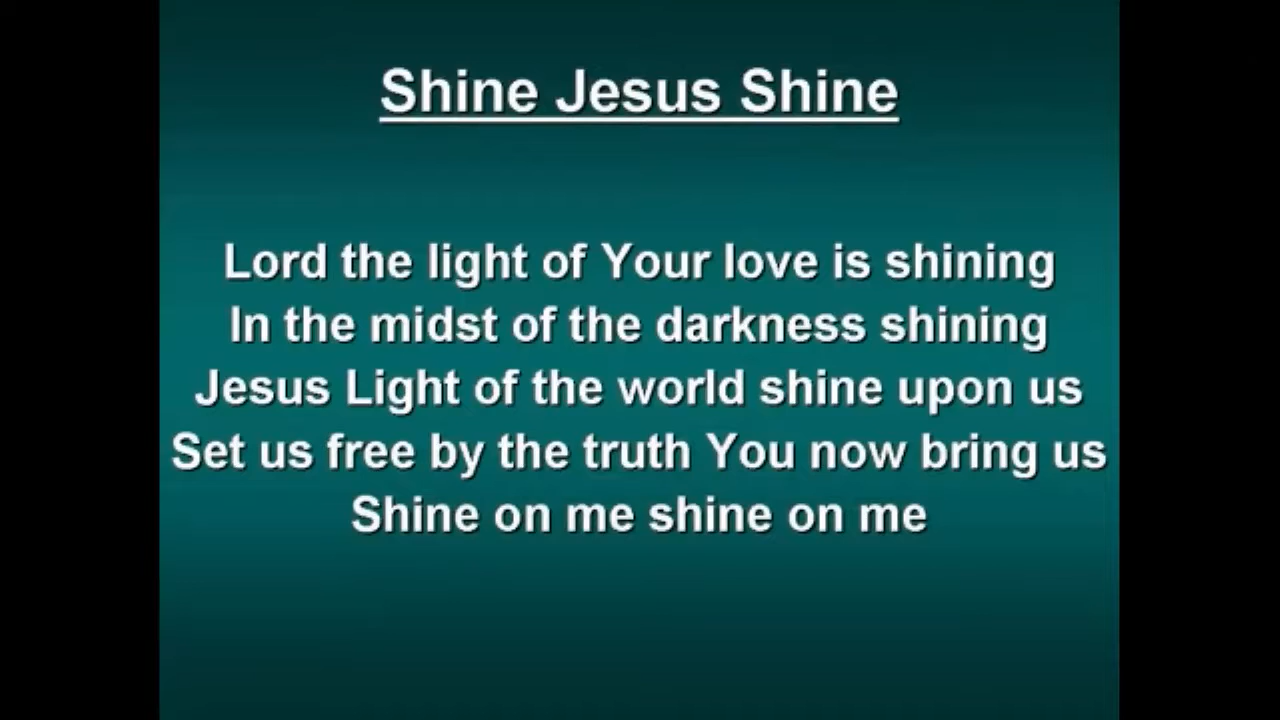 Shine Jesus Shine
Lord the light of Your love is shining
In the midst of the darkness shining
Jesus Light of the world shine upon us
Set us free by the truth You now bring us
Shine on me shine on me